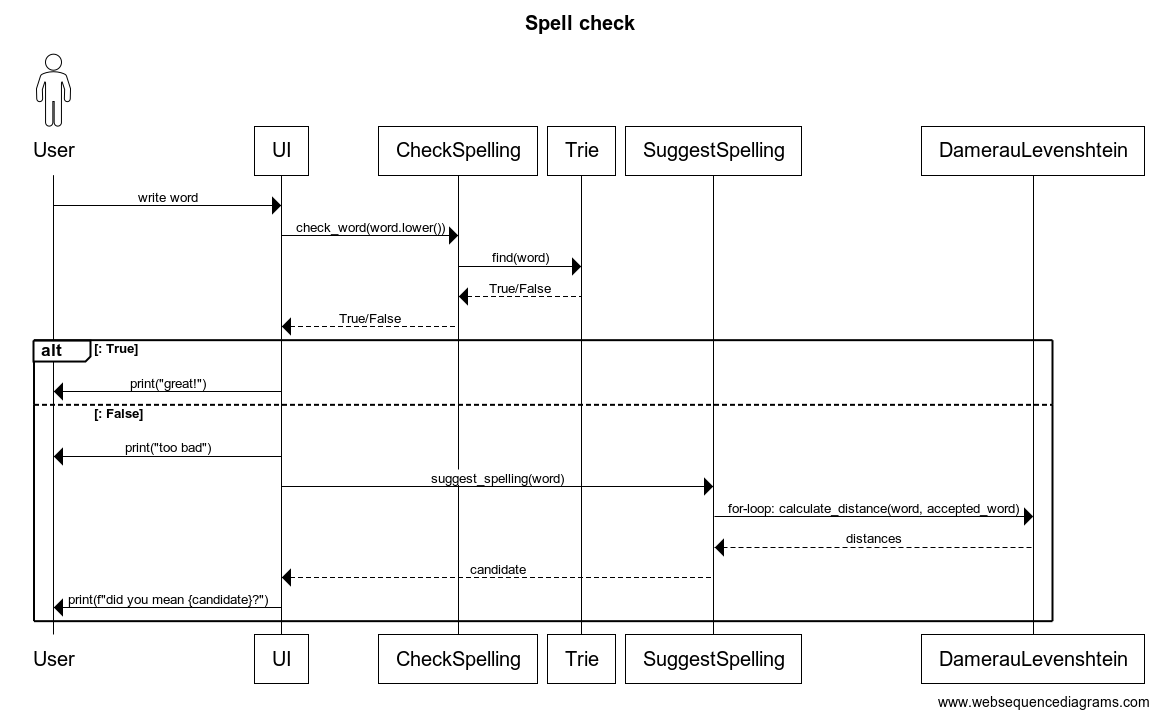 Spell check
User
UI
CheckSpelling
Trie
SuggestSpelling
DamerauLevenshtein
write word
check_word(word.lower())
find(word)
True/False
True/False
alt [: True]
print("great!")
[: False]
print("too bad")
suggest_spelling(word)
for-loop: calculate_distance(word, accepted_word)
distances
candidate
print(f"did you mean {candidate}?")
User
UI
CheckSpelling
Trie
SuggestSpelling
DamerauLevenshtein
www.websequencediagrams.com